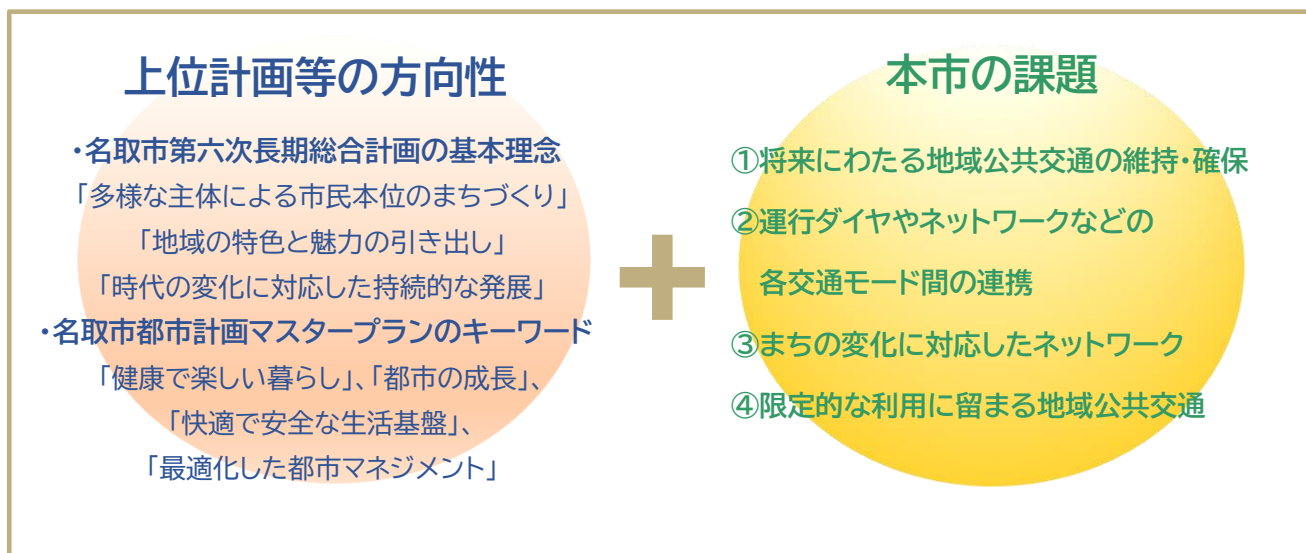 上位計画等の方向性
・名取市第六次長期総合計画の基本理念
「多様な主体による市民本位のまちづくり」
「地域の特色と魅力の引き出し」
「時代の変化に対応した持続的な発展」
・名取市都市計画マスタープランのキーワード
「健康で楽しい暮らし」、「都市の成長」、
「快適で安全な生活基盤」、
「最適化した都市マネジメント」
+
本市の課題
①将来にわたる地域公共交通の維持・確保
②運行ダイヤやネットワークなどの
各交通モード間の連携
③まちの変化に対応したネットワーク
④限定的な利用に留まる地域公共交通